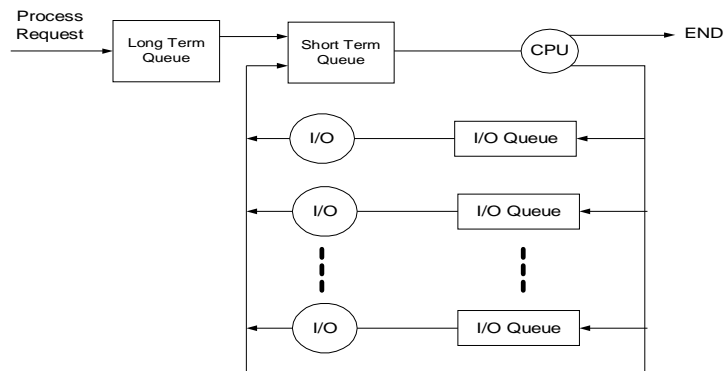 Process
Request
Long Term
Queue
Short Term
Queue
CPU
END
I/O
I/O Queue
I/O
I/O Queue
I/O
I/O Queue